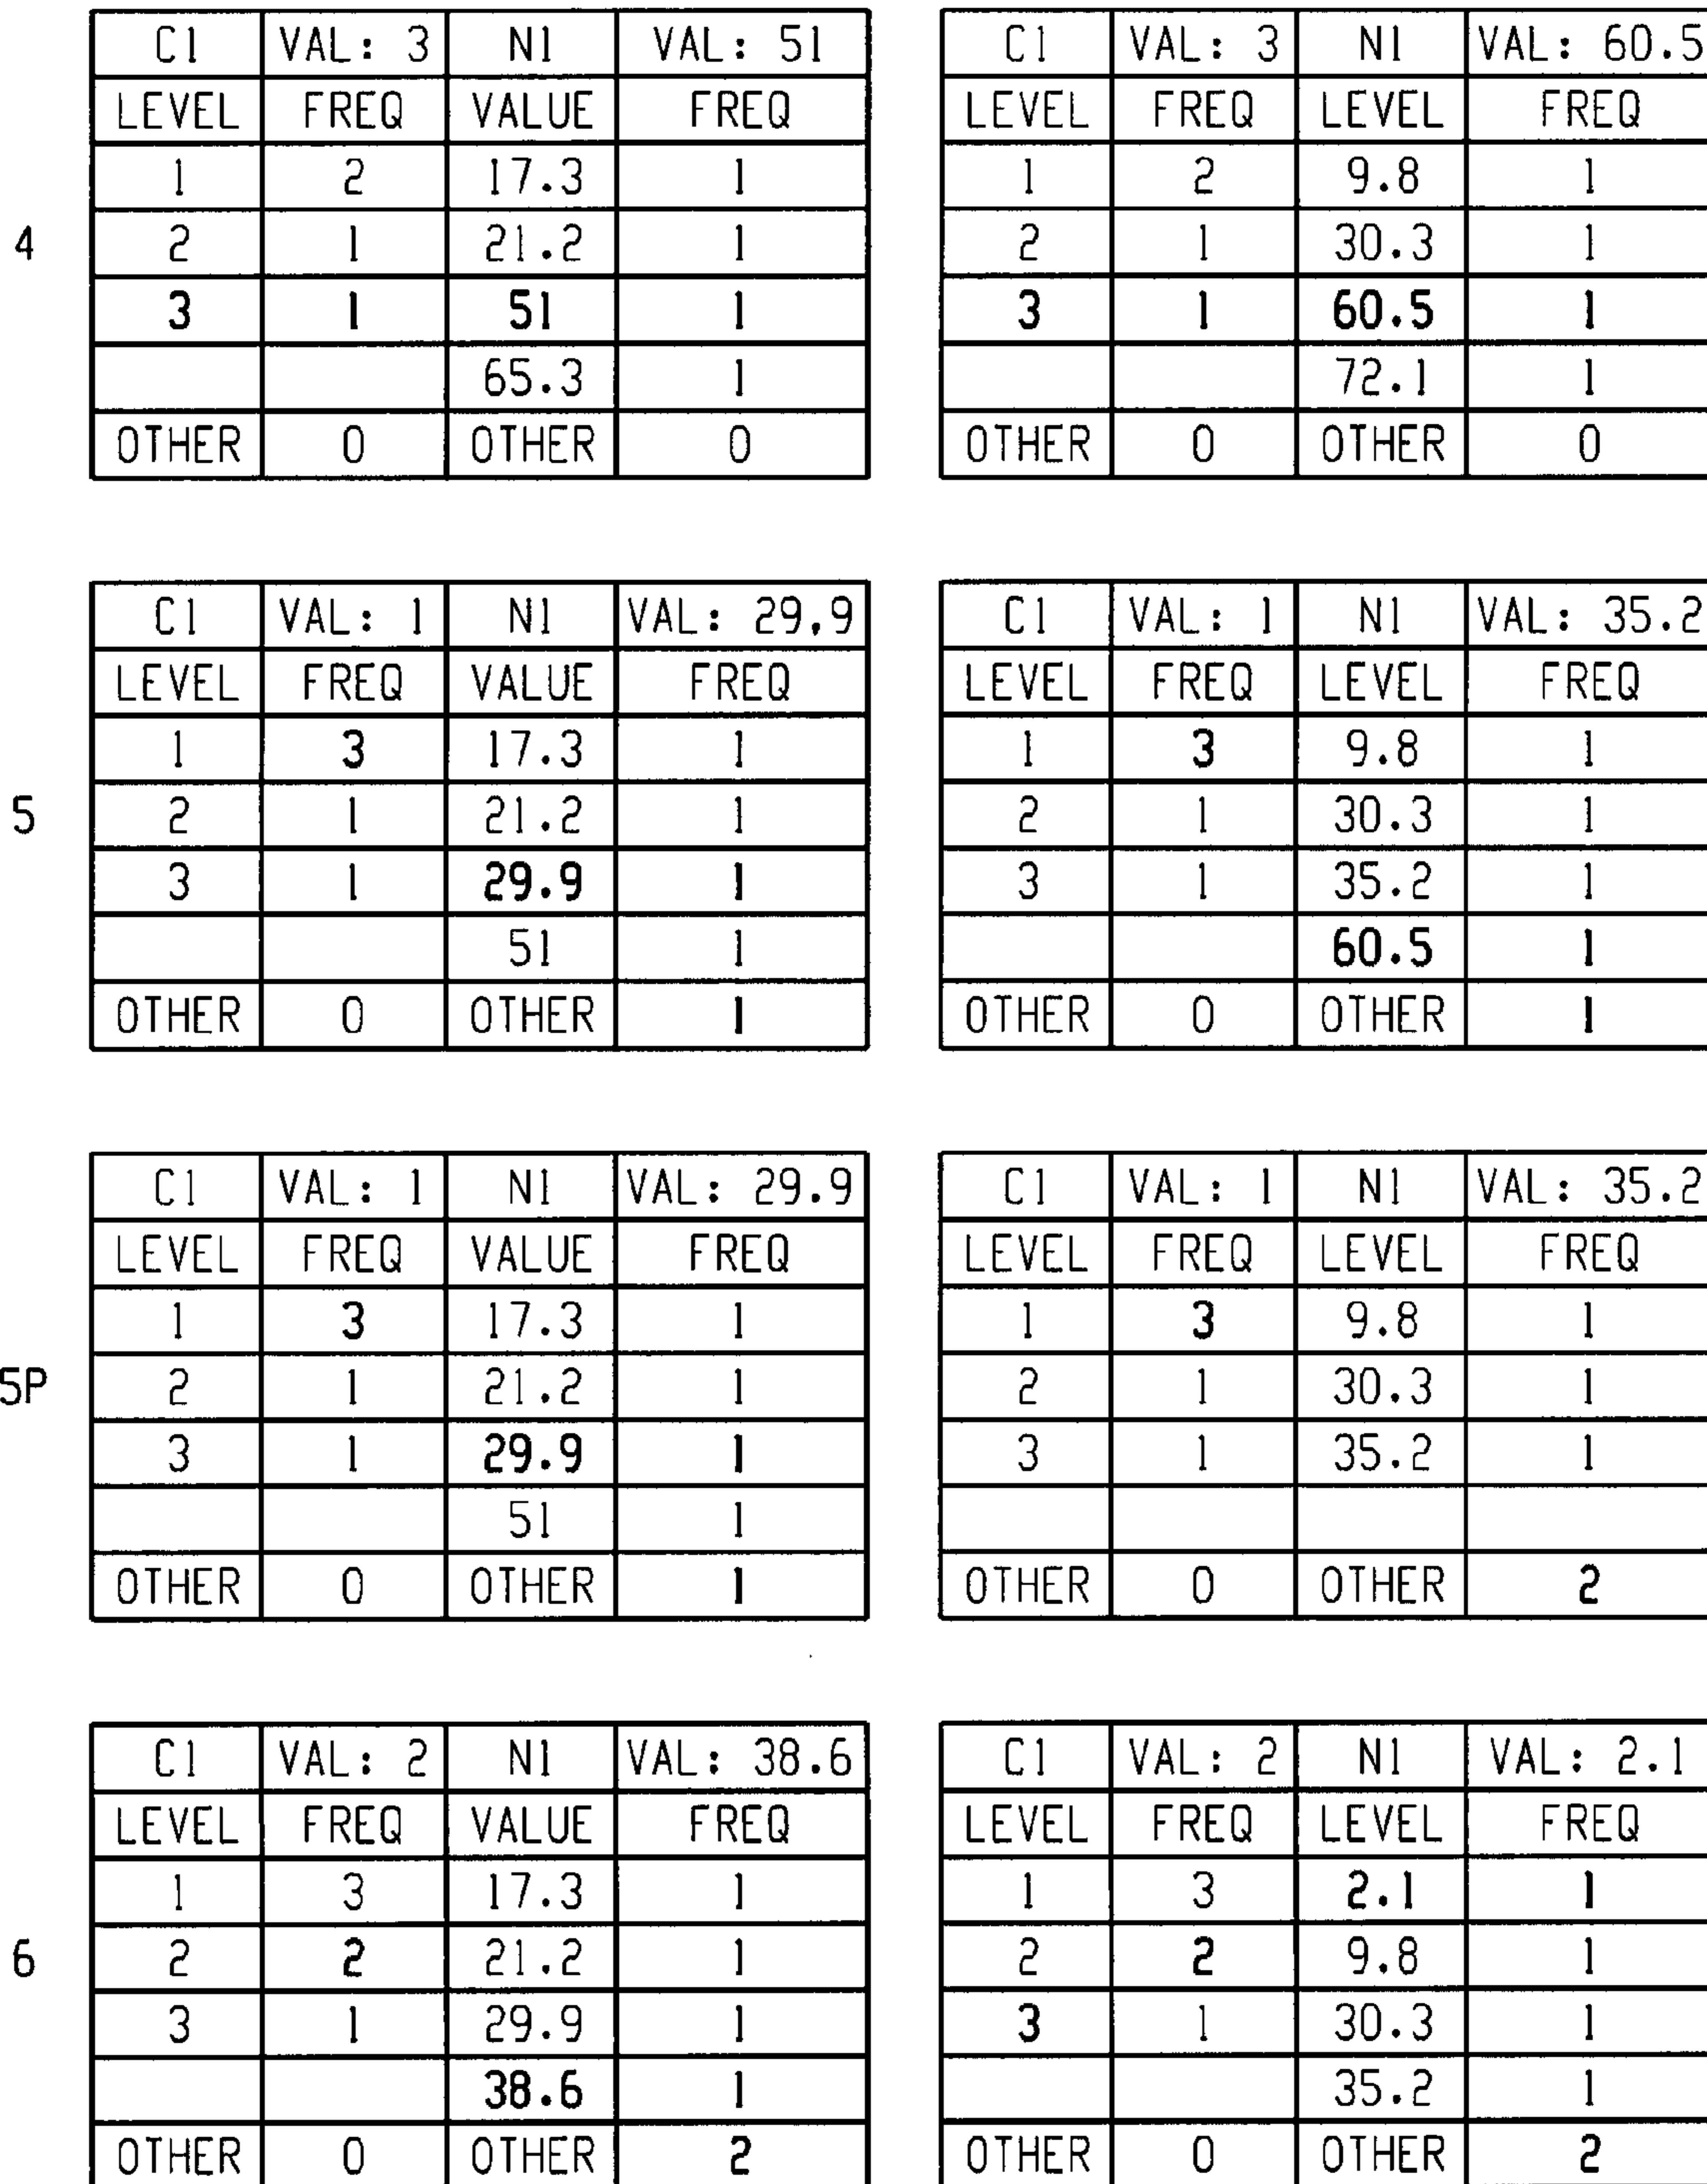 C1 VAL: 3 N1 VAL: 51 C1 VAL: 3 N1 VAL: 60.5
LEVEL FREQ VALUE FREQ LEVEL FREQ LEVEL FREQ
1 2 17.3 1 1 2 9.8 1
4 2 1 21.2 1 2 1 30.3 1
3 1 51 1 3 1 60.5 1
65.3 1 72.1 1
OTHER 0 OTHER 0 OTHER 0 OTHER 0
C1 VAL: 1 N1 VAL: 29.9 C1 VAL: 1 N1 VAL: 35.2
LEVEL FREQ VALUE FREQ LEVEL FREQ LEVEL FREQ
1 3 17.3 1 1 3 9.8 1
5 2 1 21.2 1 2 1 30.3 1
3 1 29.9 1 3 1 35.2 1
51 1 60.5 1
OTHER 0 OTHER 1 OTHER 0 OTHER 1
C1 VAL: 1 N1 VAL: 29.9 C1 VAL: 1 N1 VAL: 35.2
LEVEL FREQ VALUE FREQ LEVEL FREQ LEVEL FREQ
1 3 17.3 1 1 3 9.8 1
5P 2 1 21.2 1 2 1 30.3 1
3 1 29.9 1 3 1 35.2 1
51 1
OTHER 0 OTHER 1 OTHER 0 OTHER 2
C1 VAL: 2 N1 VAL: 38.6 C1 VAL: 2 N1 VAL: 2.1
LEVEL FREQ VALUE FREQ LEVEL FREQ LEVEL FREQ
1 3 17.3 1 1 3 2.1 1
6 2 2 21.2 1 2 2 9.8 1
3 1 29.9 1 3 1 30.3 1
38.6 1 35.2 1
OTHER 0 OTHER 2 OTHER 0 OTHER 2